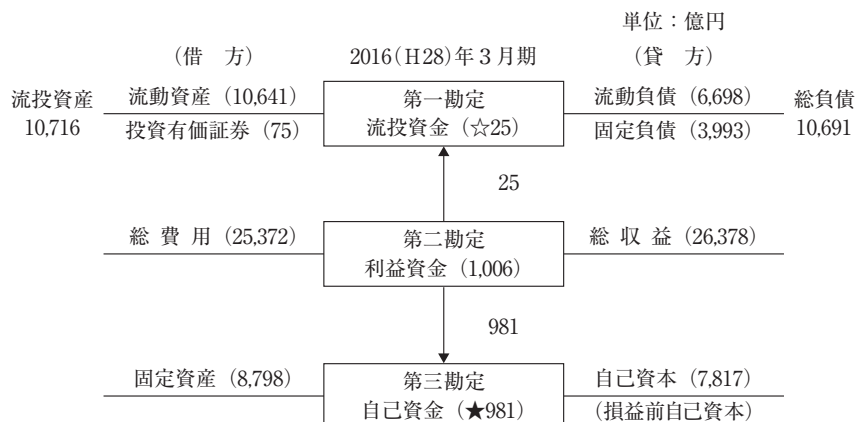 単位：億円
（借　方）　2016（H28）年３月期　（貸　方）
流投資産　流動資産（10,641）　第一勘定　流動負債（6,698）　総負債
10,716　投資有価証券（75）　流投資金（☆25）　固定負債（3,993）　10,691
25
総 費 用（25,372）　第二勘定　総 収 益（26,378）
利益資金（1,006）
981
固定資産（8,798）　第三勘定　自己資本（7,817）
自己資金（★981）　（損益前自己資本）